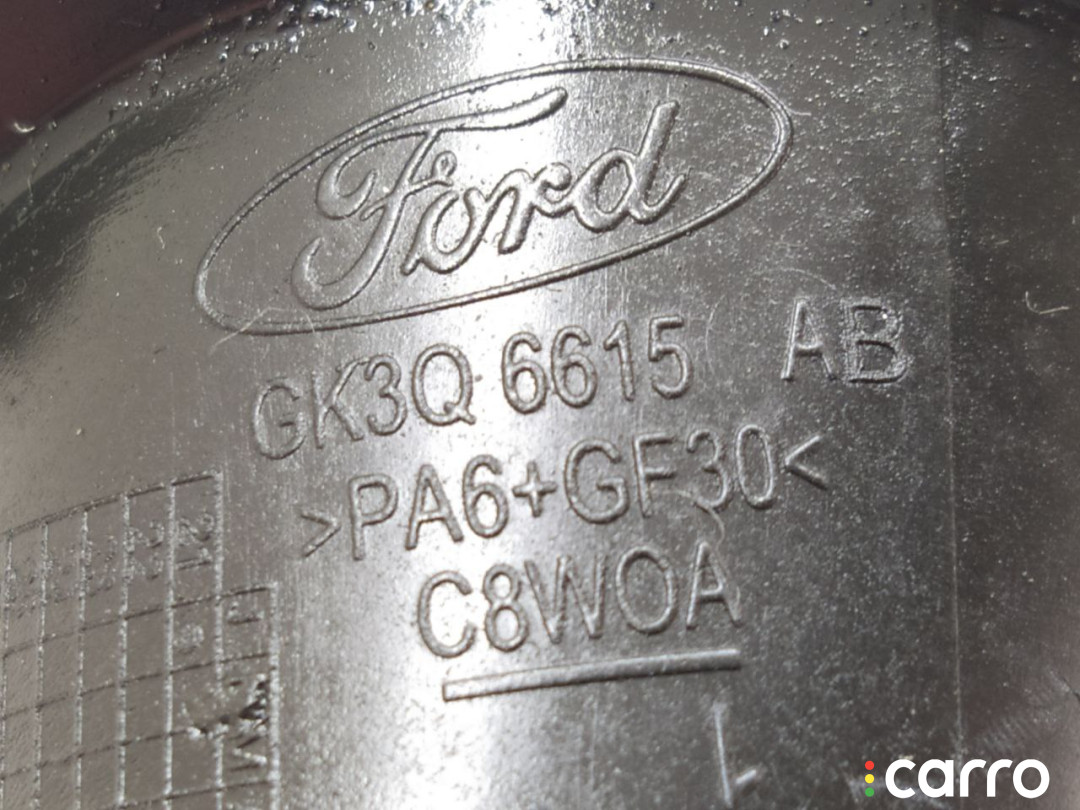 Ford
GK3Q 6615 AB
>PA6+GF30<
C8WOA
carro